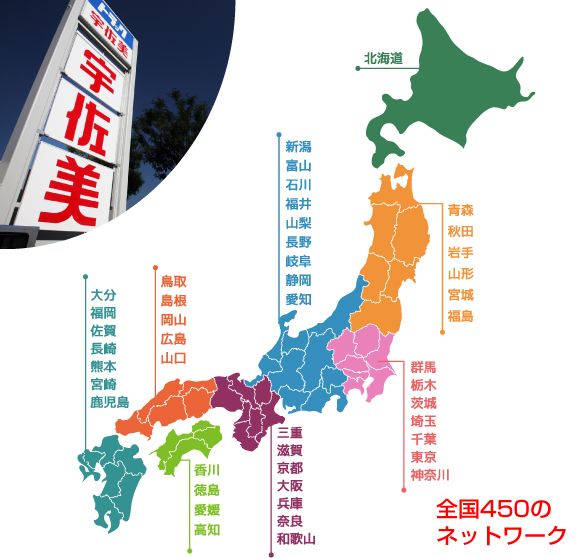 トラック
宇佐美
宇佐美
北海道
新潟
富山
石川
福井
山梨
長野
岐阜
静岡
愛知
青森
秋田
岩手
山形
宮城
福島
大分
福岡
佐賀
長崎
熊本
宮崎
鹿児島
鳥取
島根
岡山
広島
山口
群馬
栃木
茨城
埼玉
千葉
東京
神奈川
香川
徳島
愛媛
高知
三重
滋賀
京都
大阪
兵庫
奈良
和歌山
全国450の
ネットワーク